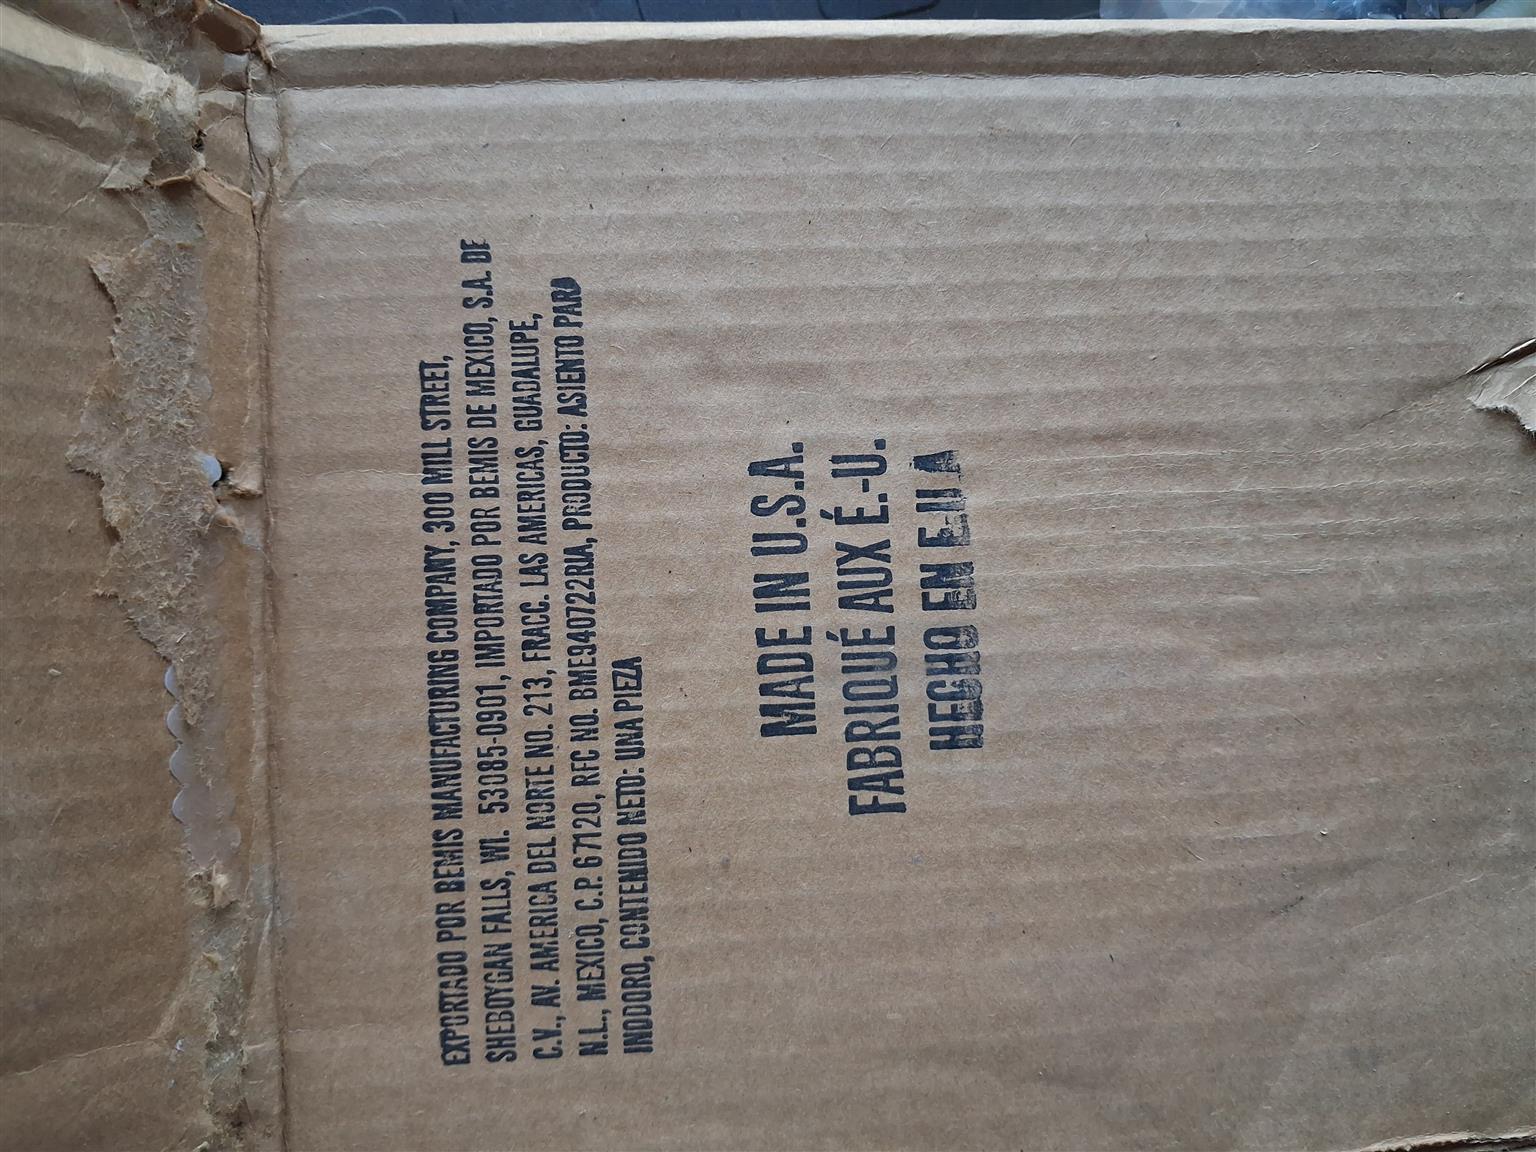 EXPORTADO POR BEMIS MANUFACTURING COMPANY, 300 MILL STREET,
SHEBOYGAN FALLS, WI. 53085-0901, IMPORTADO POR BEMIS DE MEXICO, S.A. DE
C.V., AV. AMERICA DEL NORTE NO. 213, FRACC. LAS AMERICAS, GUADALUPE,
N.L., MEXICO, C.P. 67120, RFC NO. BME940722RIA, PRODUCTO: ASIENTO PARA
INODORO, CONTENIDO NETO: UNA PIEZA
MADE IN U.S.A.
FABRIQUÉ AUX É.-U.
HECHO EN E.U.A